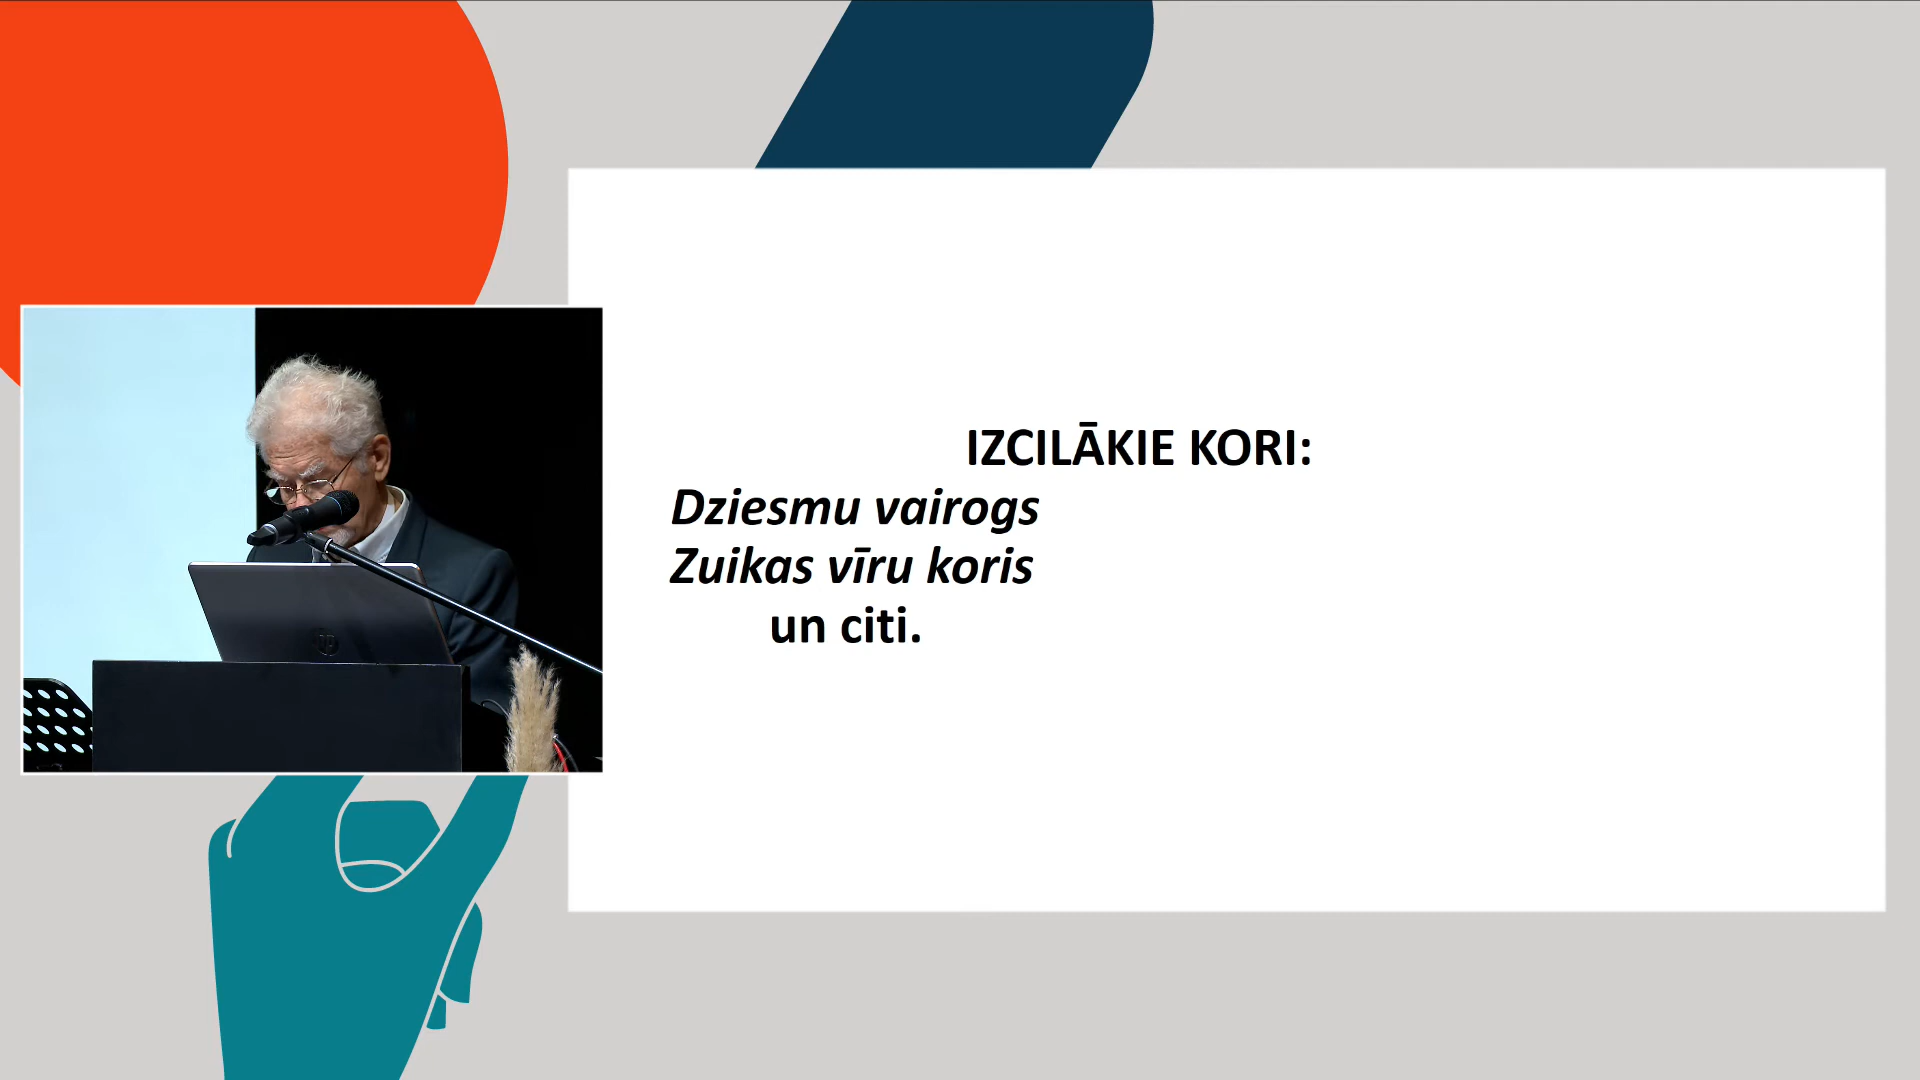 IZCILĀKIE KORI:
Dziesmu vairogs
Zuikas vīru koris
un citi.